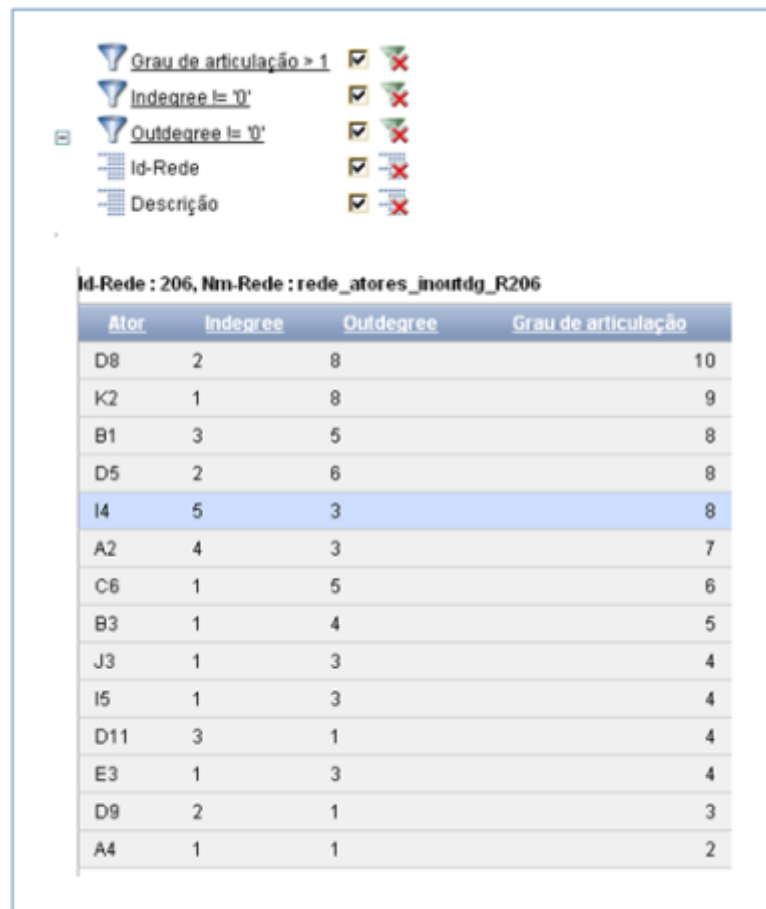 Grau de articulação > 1
Indegree != '0'
Outdegree != '0'
Id-Rede
Descrição
Id-Rede : 206, Nm-Rede : rede_atores_inoutdg_R206
Ator Indegree Outdegree Grau de articulação
D8 2 8 10
K2 1 8 9
B1 3 5 8
D5 2 6 8
I4 5 3 8
A2 4 3 7
C6 1 5 6
B3 1 4 5
J3 1 3 4
I5 1 3 4
D11 3 1 4
E3 1 3 4
D9 2 1 3
A4 1 1 2